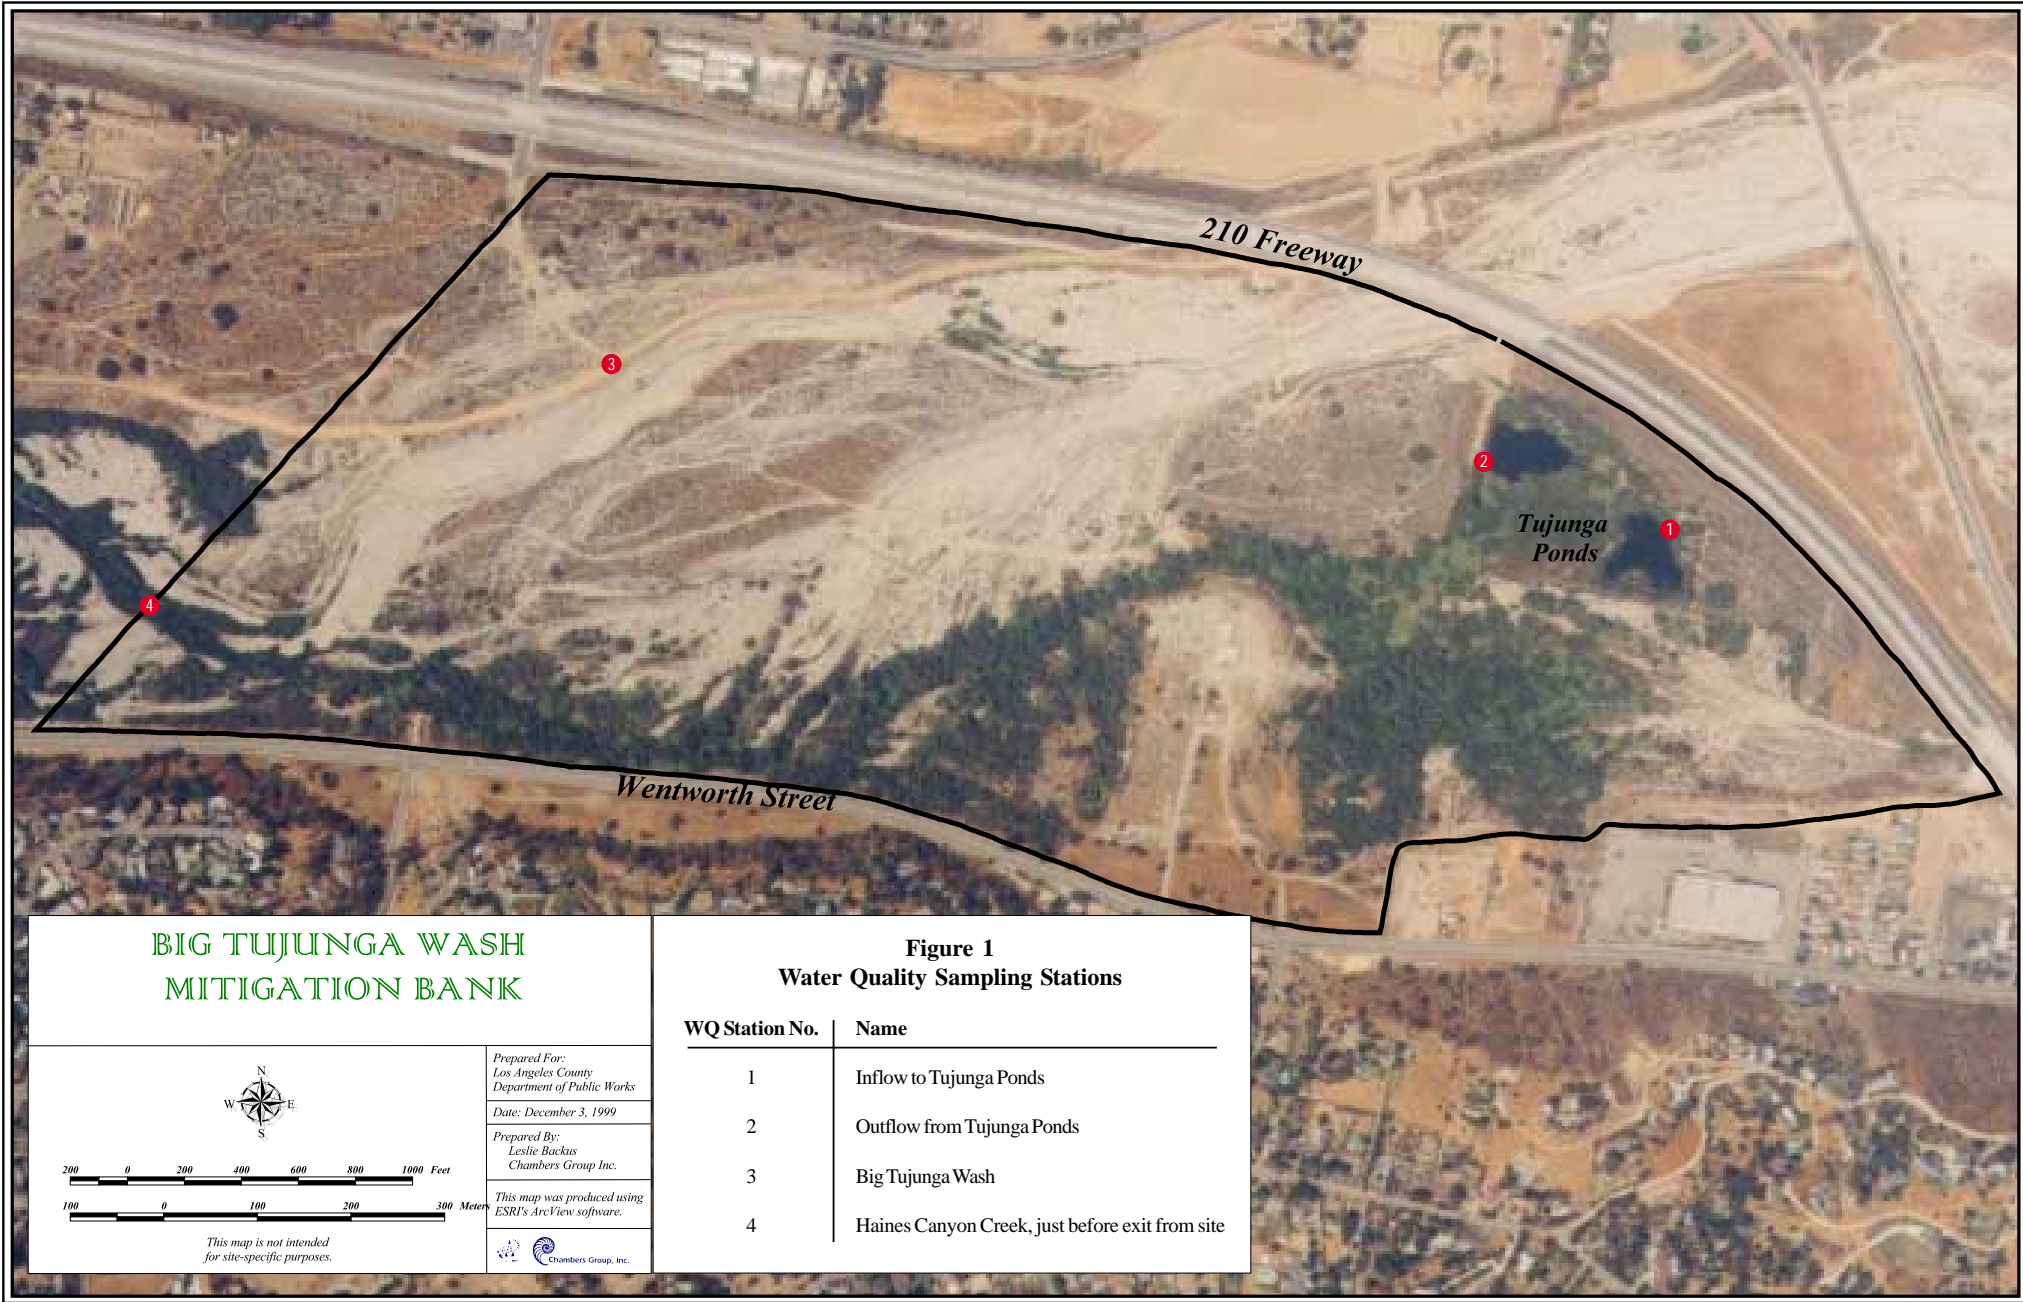 210 Freeway
3
2
1
Tujunga
Ponds
4
Wentworth Street
BIG TUJUNGA WASH
MITIGATION BANK
N
W E
S
200 0 200 400 600 800 1000 Feet
100 0 100 200 300 Meters
This map is not intended
for site-specific purposes.
Prepared For:
Los Angeles County
Department of Public Works
Date: December 3, 1999
Prepared By:
Leslie Backus
Chambers Group Inc.
This map was produced using
ESRI's ArcView software.
Chambers Group, Inc.
Figure 1
Water Quality Sampling Stations
WQ Station No. Name
1 Inflow to Tujunga Ponds
2 Outflow from Tujunga Ponds
3 Big Tujunga Wash
4 Haines Canyon Creek, just before exit from site